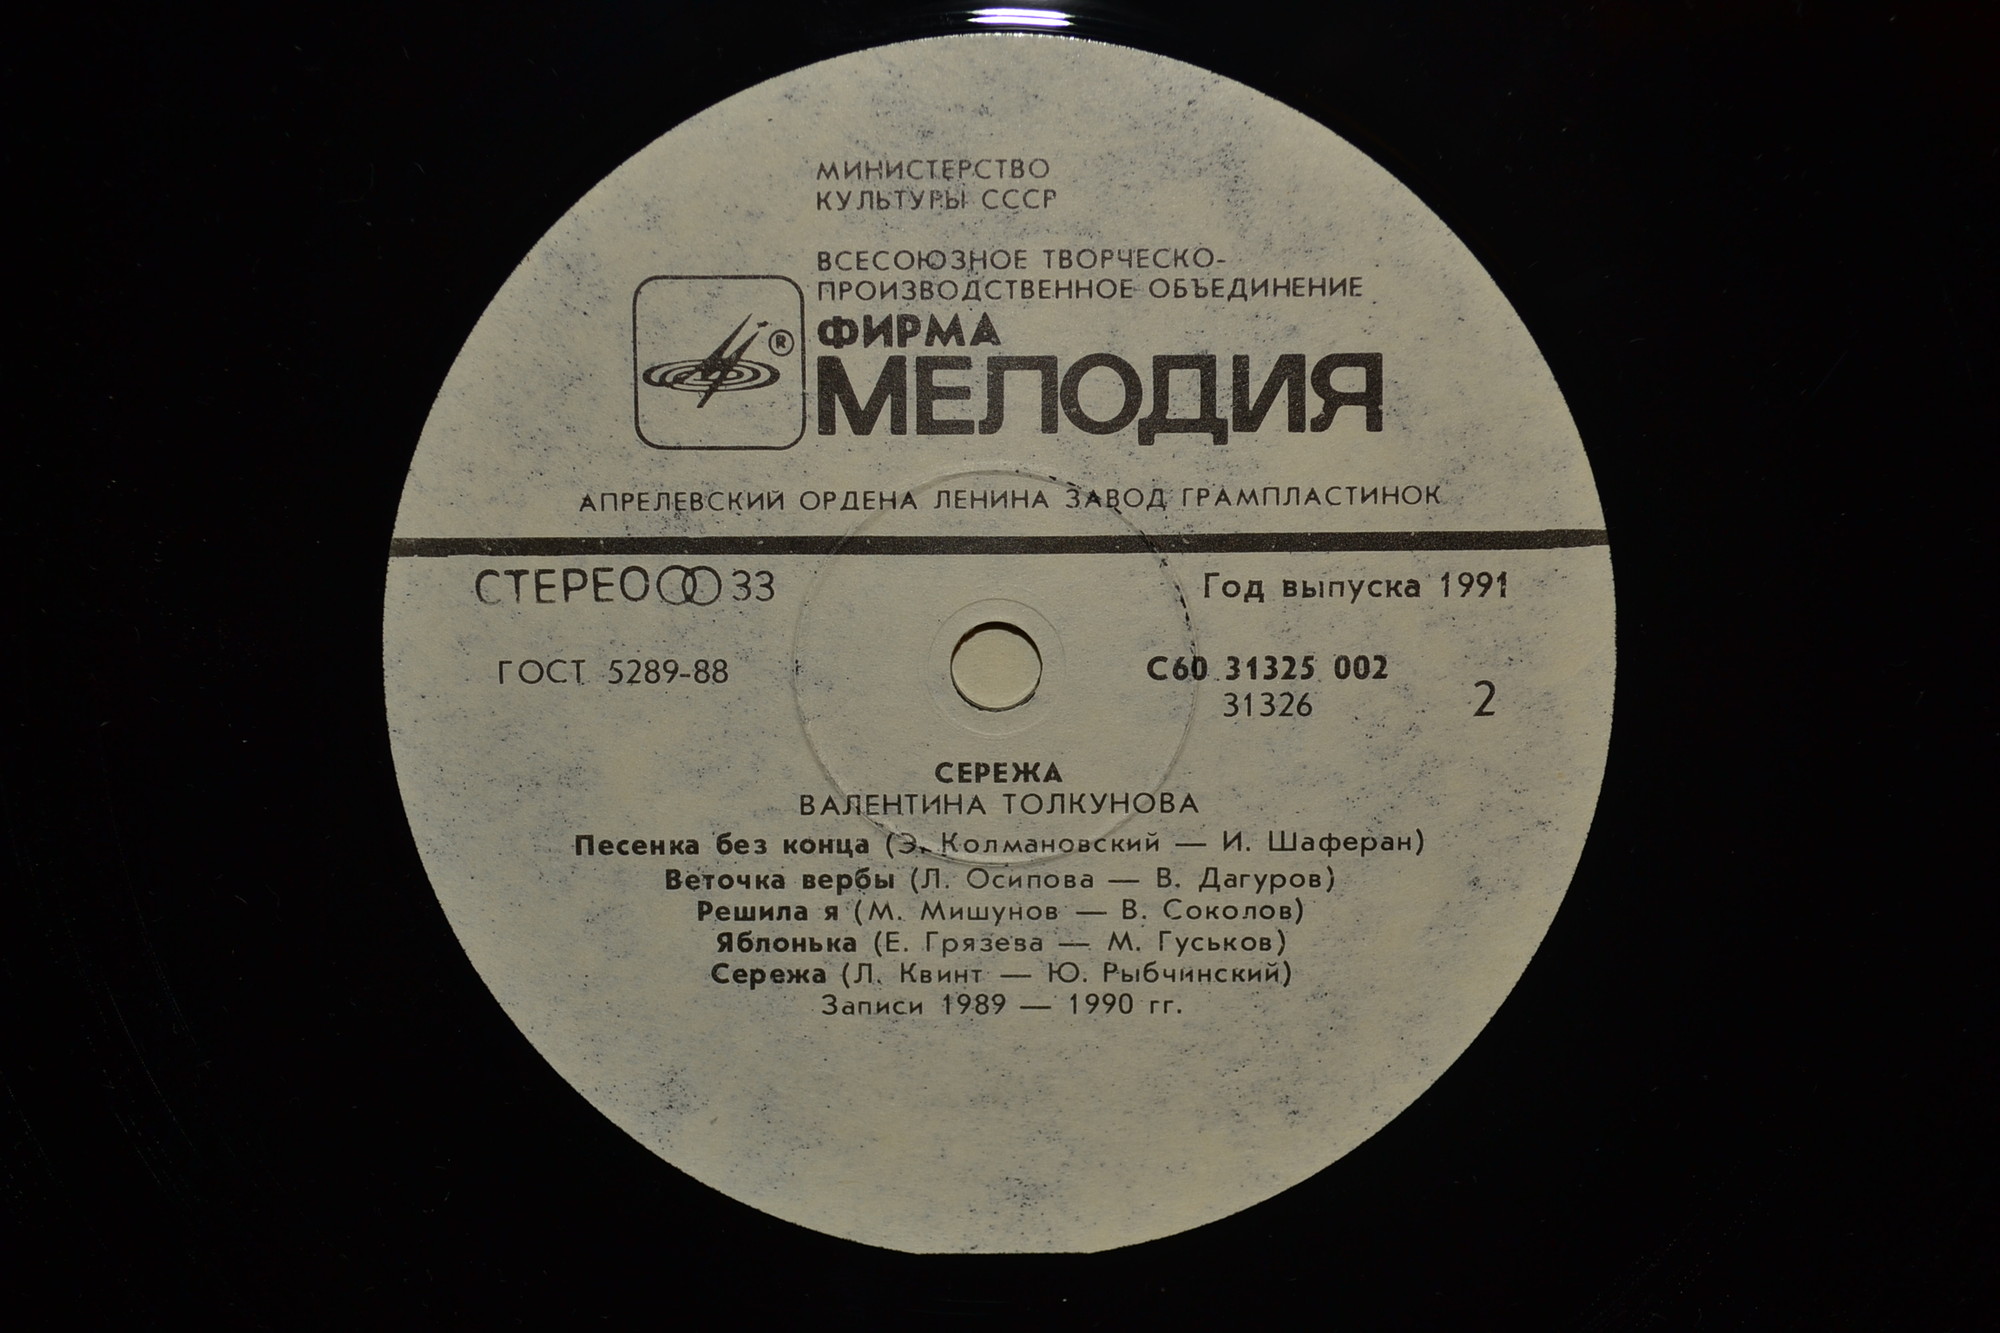 МИНИСТЕРСТВО
КУЛЬТУРЫ СССР
ВСЕСОЮЗНОЕ ТВОРЧЕСКО-
ПРОИЗВОДСТВЕННОЕ ОБЪЕДИНЕНИЕ
ФИРМА
® МЕЛОДИЯ
АПРЕЛЕВСКИЙ ОРДЕНА ЛЕНИНА ЗАВОД ГРАМПЛАСТИНОК
СТЕРЕО 33 Год выпуска 1991
ГОСТ 5289-88 С60 31325 002
31326 2
СЕРЕЖА
ВАЛЕНТИНА ТОЛКУНОВА
Песенка без конца (Э. Колмановский — И. Шаферан)
Веточка вербы (Л. Осипова — В. Дагуров)
Решила я (М. Мишунов — В. Соколов)
Яблонька (Е. Грязева — М. Гуськов)
Сережа (Л. Квинт — Ю. Рыбчинский)
Записи 1989 — 1990 гг.